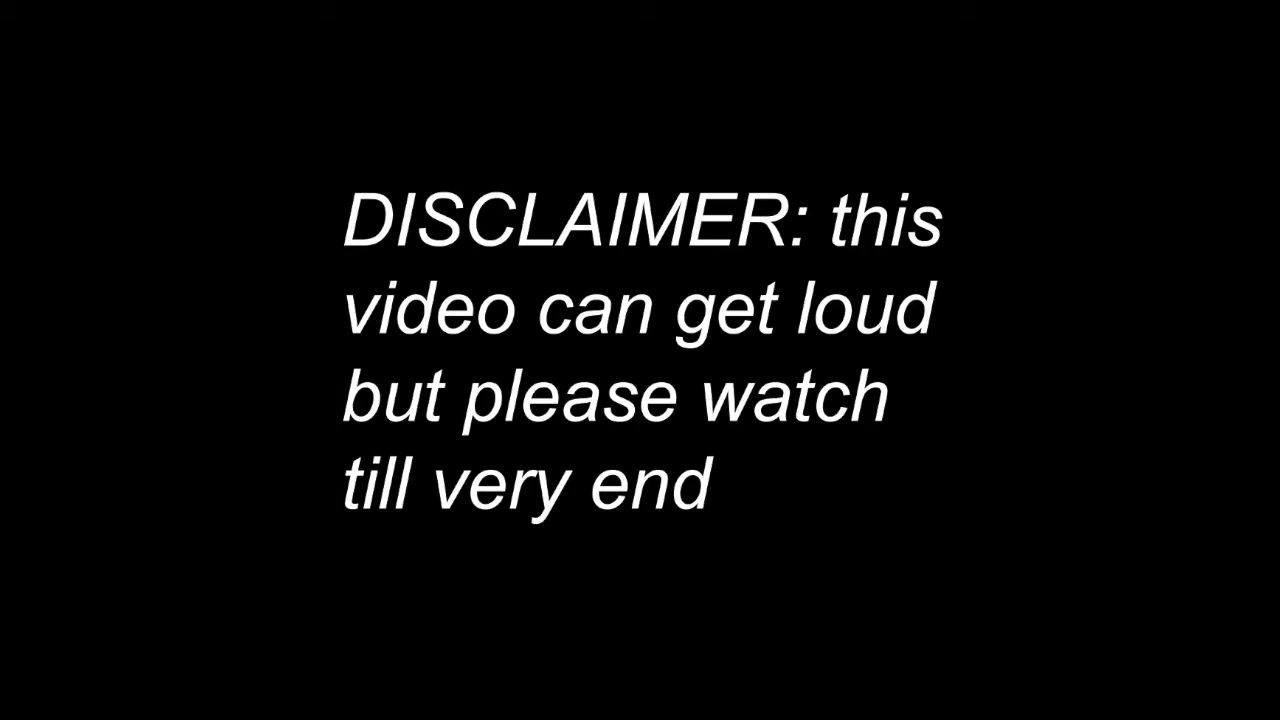 DISCLAIMER: this
video can get loud
but please watch
till very end